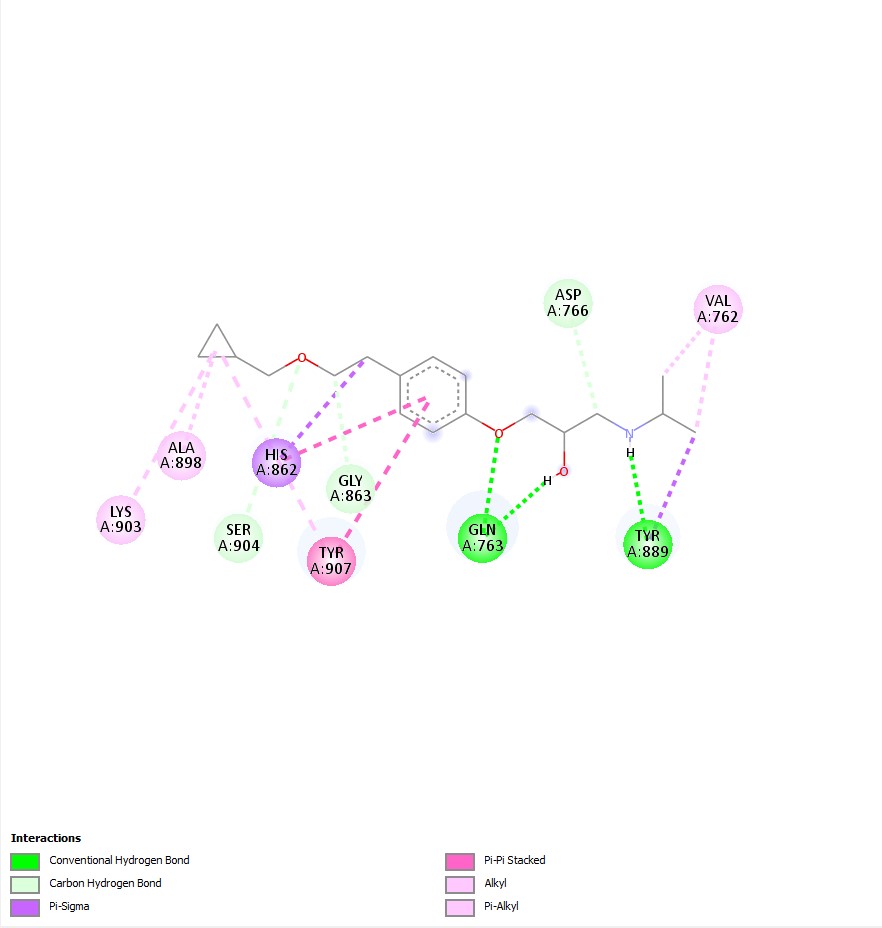 ASP
A:766
VAL
A:762
O
O
N
H
O
H
ALA
A:898
HIS
A:862
GLY
A:863
LYS
A:903
SER
A:904
TYR
A:907
GLN
A:763
TYR
A:889
Interactions
Conventional Hydrogen Bond
Carbon Hydrogen Bond
Pi-Sigma
Pi-Pi Stacked
Alkyl
Pi-Alkyl